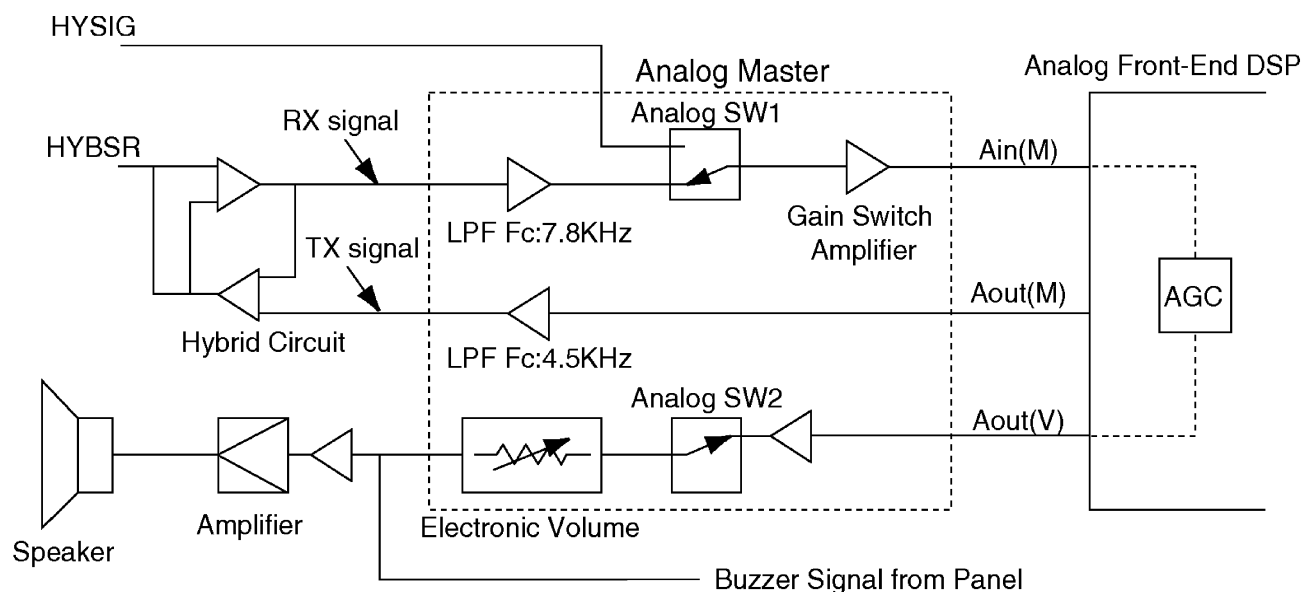 HYSIG
Analog Master
Analog Front-End DSP
RX signal
Analog SW1
HYBSR
Ain(M)
LPF Fc:7.8KHz
Gain Switch
Amplifier
TX signal
Aout(M)
AGC
Hybrid Circuit
LPF Fc:4.5KHz
Analog SW2
Aout(V)
Amplifier
Electronic Volume
Speaker
Buzzer Signal from Panel